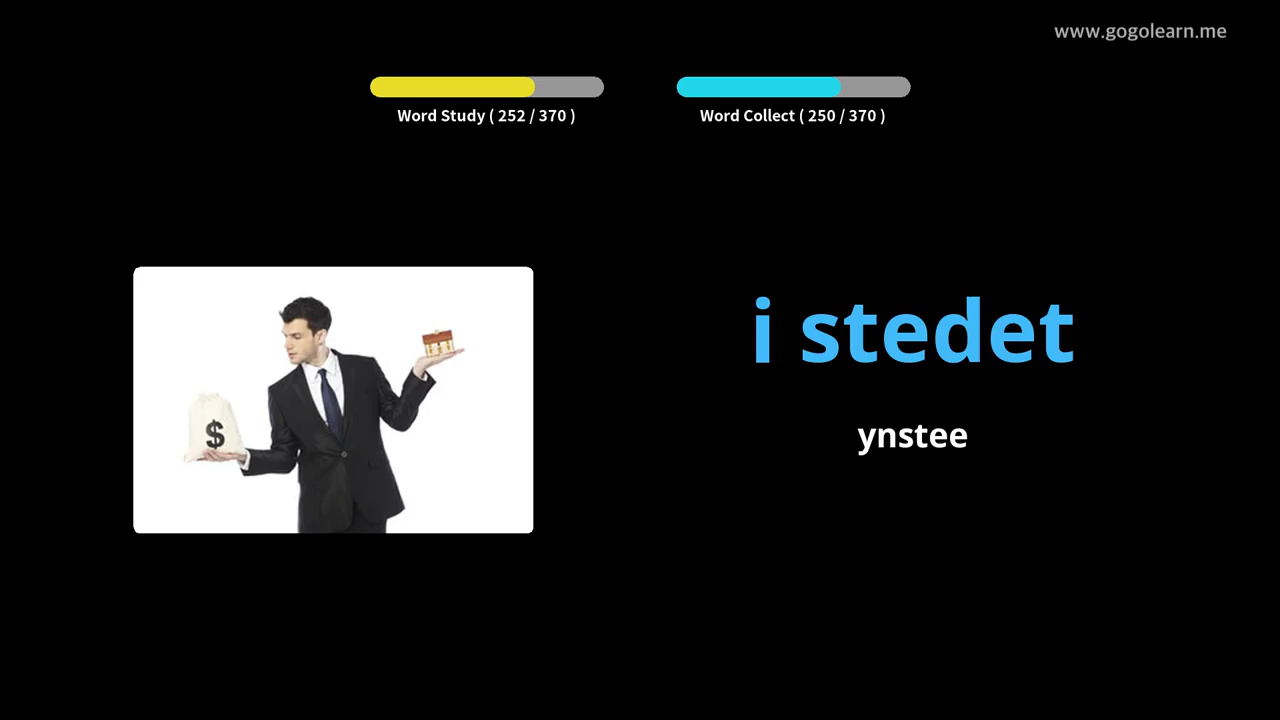 www.gogolearn.me
Word Study ( 252 / 370 )
Word Collect ( 250 / 370 )
$
i stedet
ynstee